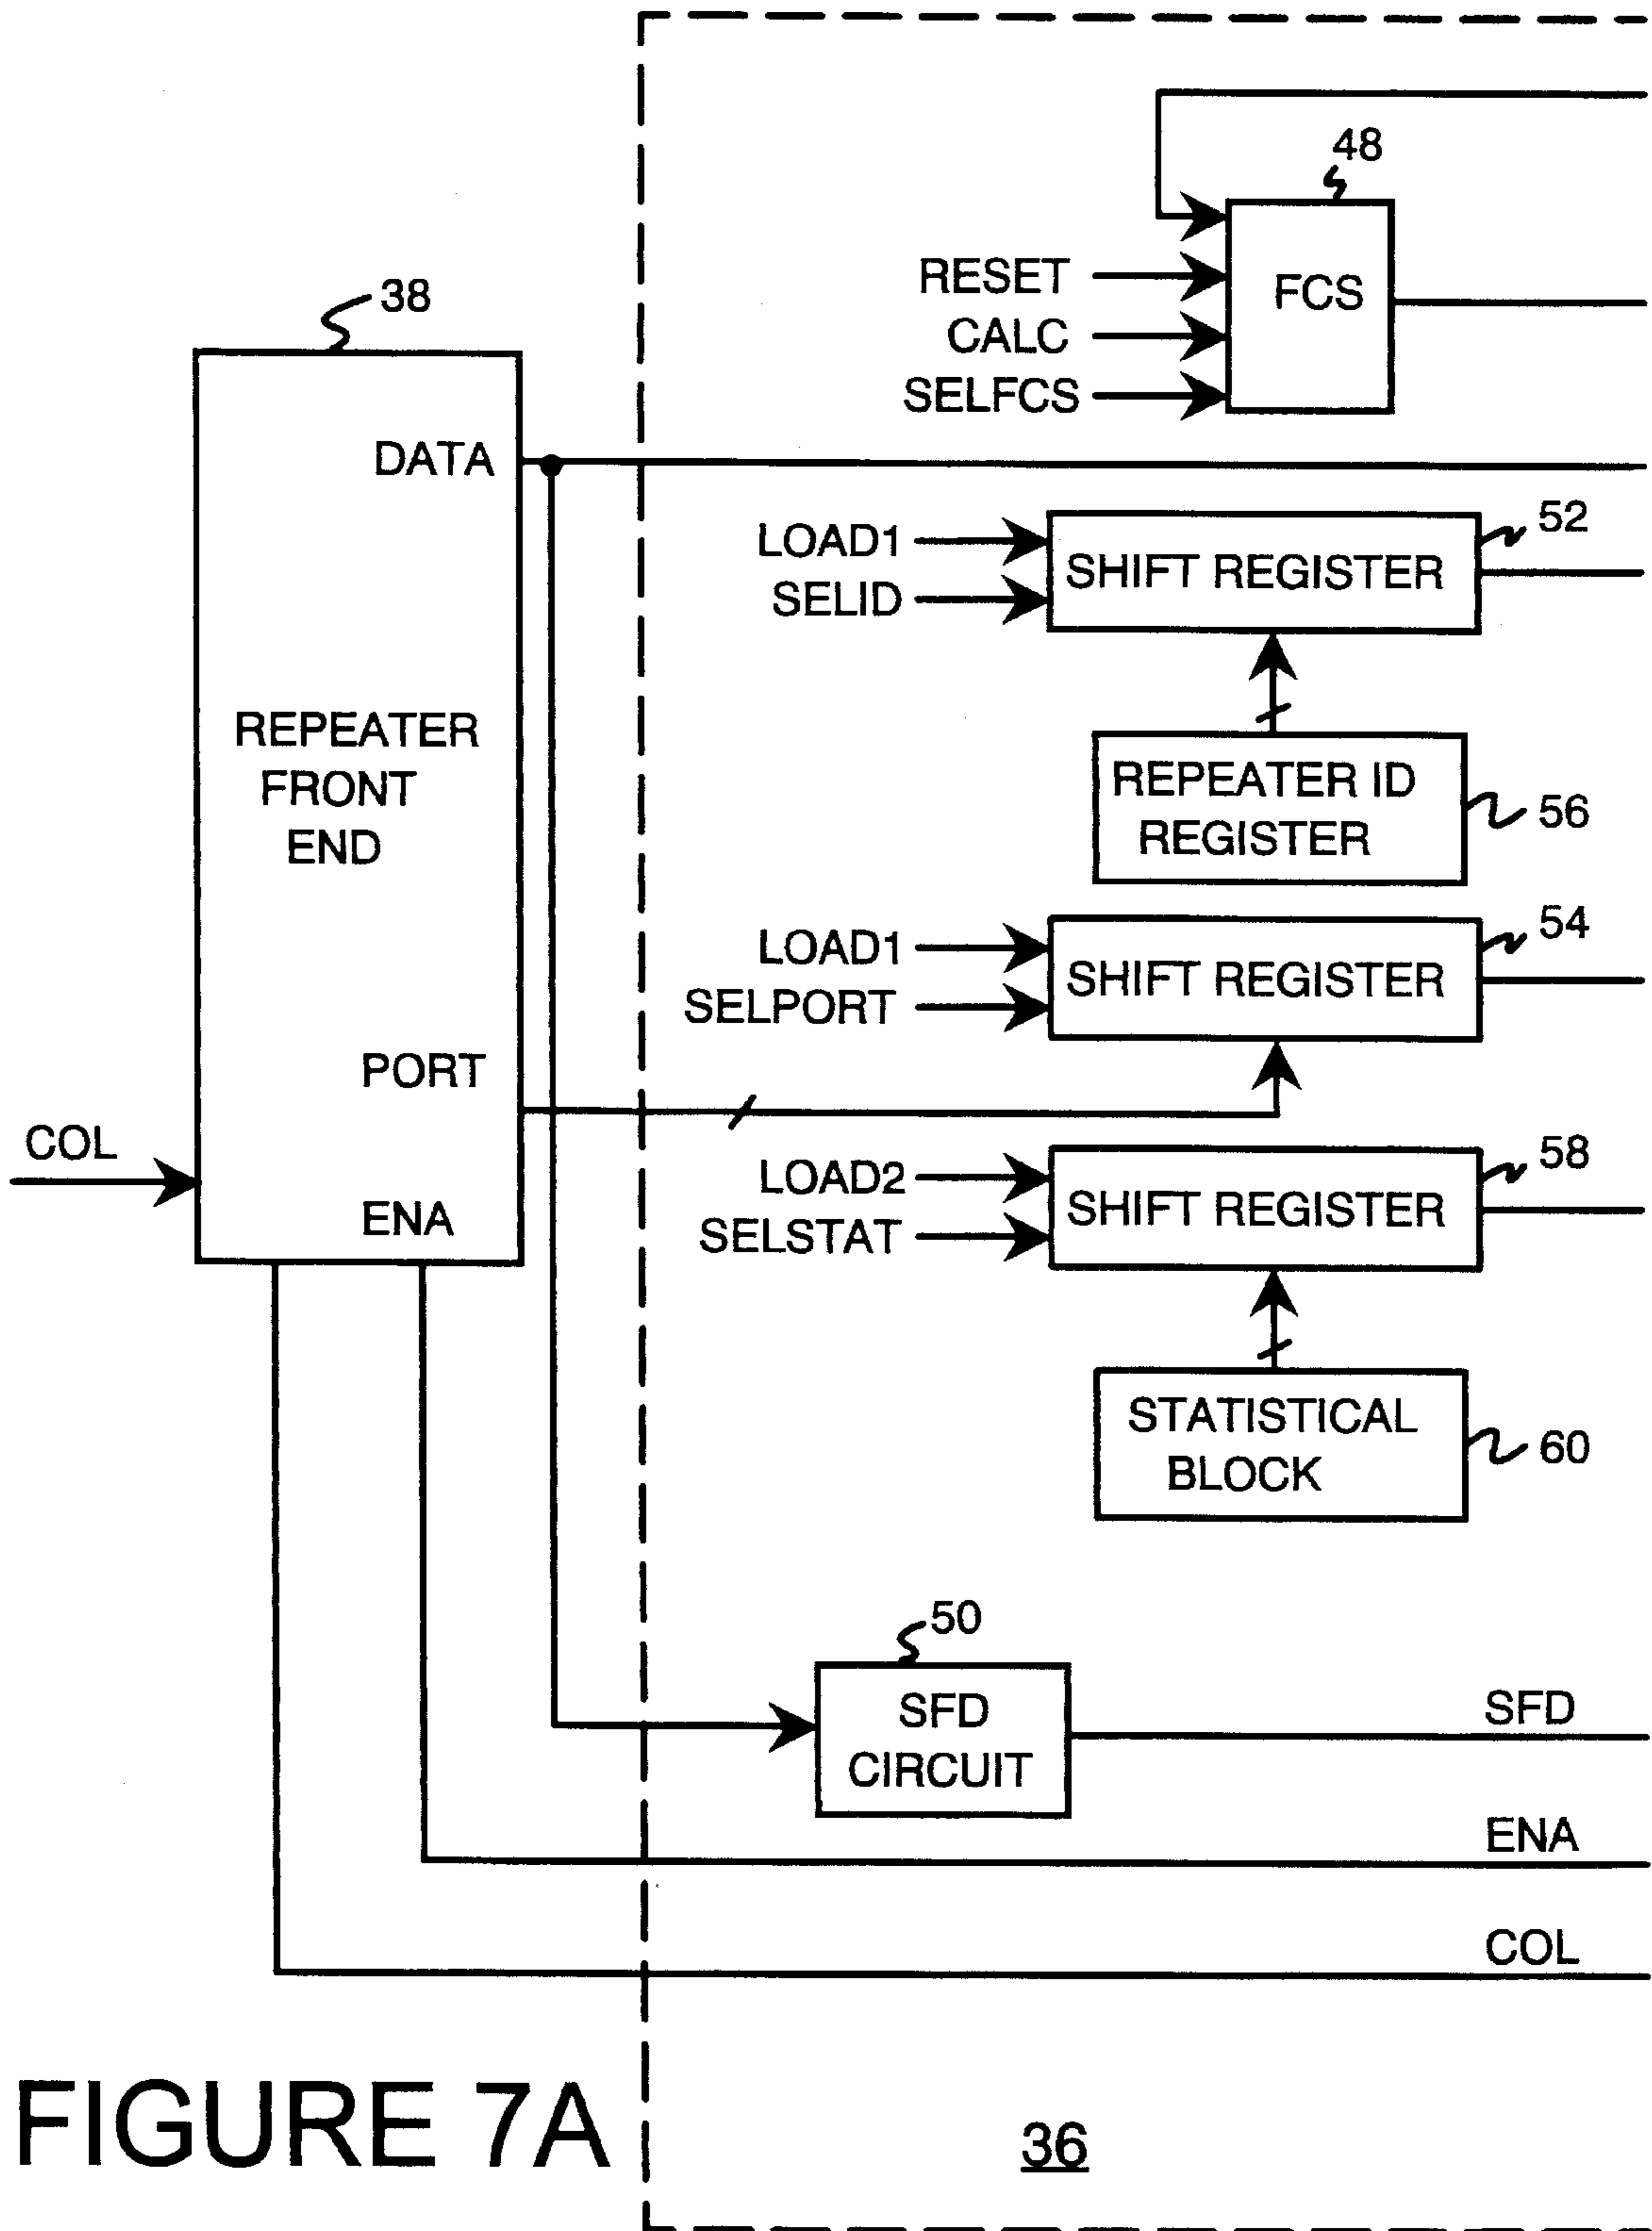 48
RESET
FCS
CALC
SELFCS
38
DATA
LOAD1
SELID
SHIFT REGISTER
52
REPEATER
FRONT
END
REPEATER ID
REGISTER
56
LOAD1
SELPORT
SHIFT REGISTER
54
PORT
COL
ENA
LOAD2
SELSTAT
SHIFT REGISTER
58
STATISTICAL
BLOCK
60
50
SFD
CIRCUIT
SFD
ENA
COL
FIGURE 7A
36